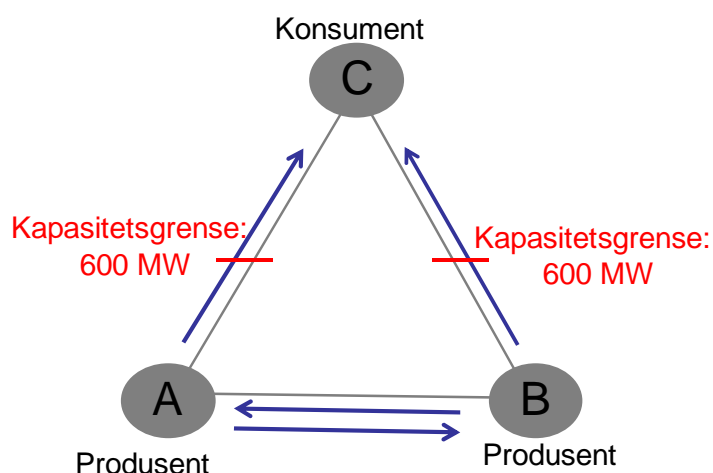 Konsument
C
Kapasitetsgrense:
600 MW
Kapasitetsgrense:
600 MW
A
B
Produsent
Produsent